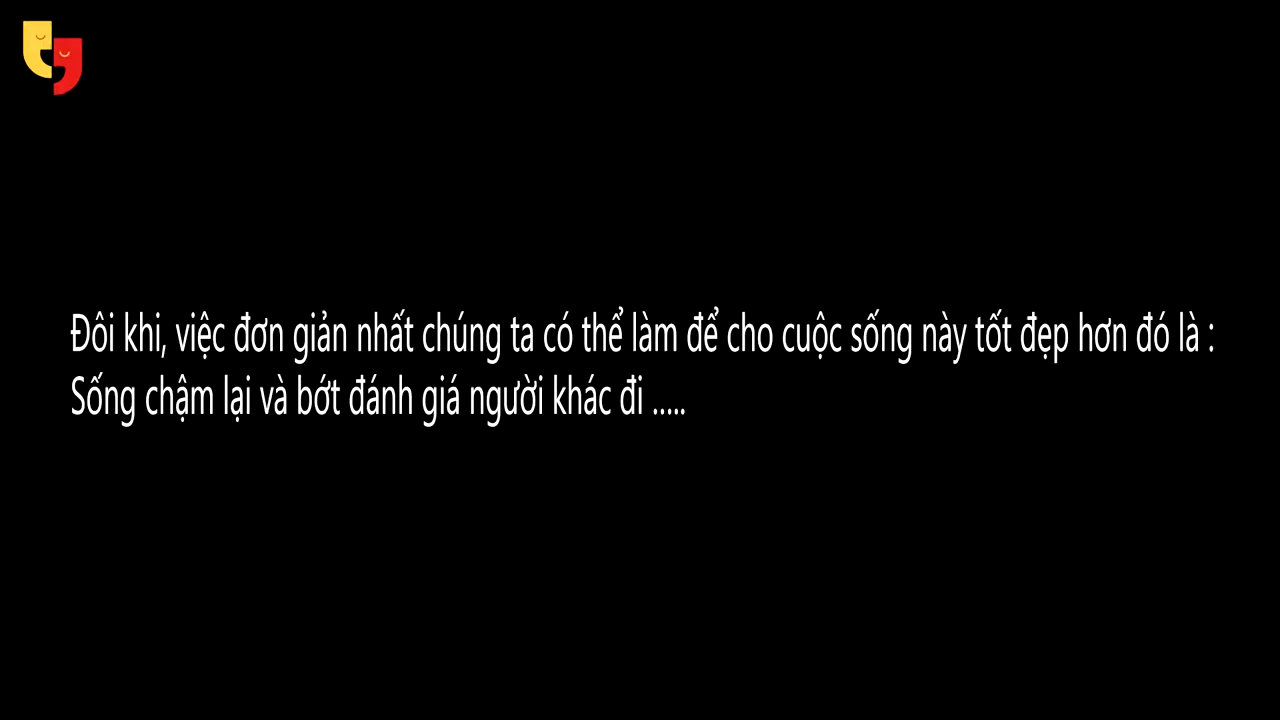 Đôi khi, việc đơn giản nhất chúng ta có thể làm để cho cuộc sống này tốt đẹp hơn đó là :
Sống chậm lại và bớt đánh giá người khác đi .....